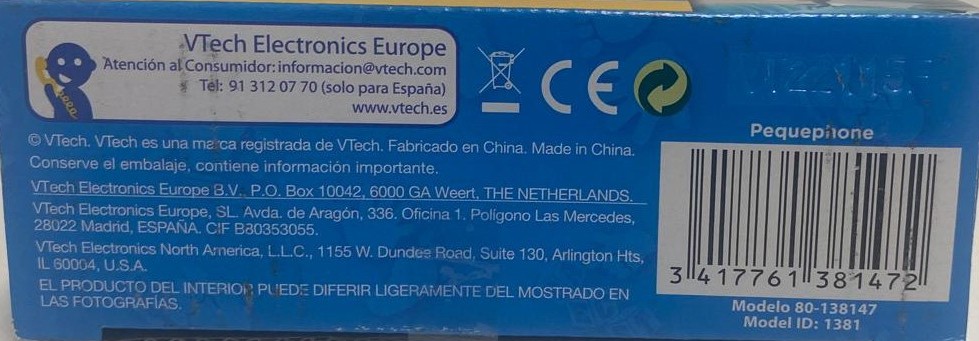 VTech Electronics Europe
Atención al Consumidor: informacion@vtech.com
Tel: 91 312 07 70 (solo para España)
www.vtech.es
© VTech. VTech es una marca registrada de VTech. Fabricado en China. Made in China.
Conserve el embalaje, contiene información importante.
VTech Electronics Europe B.V. P.O. Box 10042, 6000 GA Weert, THE NETHERLANDS.
VTech Electronics Europe, SL. Avda. de Aragón, 336. Oficina 1. Polígono Las Mercedes,
28022 Madrid, ESPAÑA. CIF B80353055.
VTech Electronics North America, L.L.C., 1155 W. Dundee Road, Suite 130, Arlington Hts,
IL 60004, U.S.A.
EL PRODUCTO DEL INTERIOR PUEDE DIFERIR LIGERAMENTE DEL MOSTRADO EN
LAS FOTOGRAFÍAS.
CE
Pequephone
3 417761 381472
Modelo 80-138147
Model ID: 1381